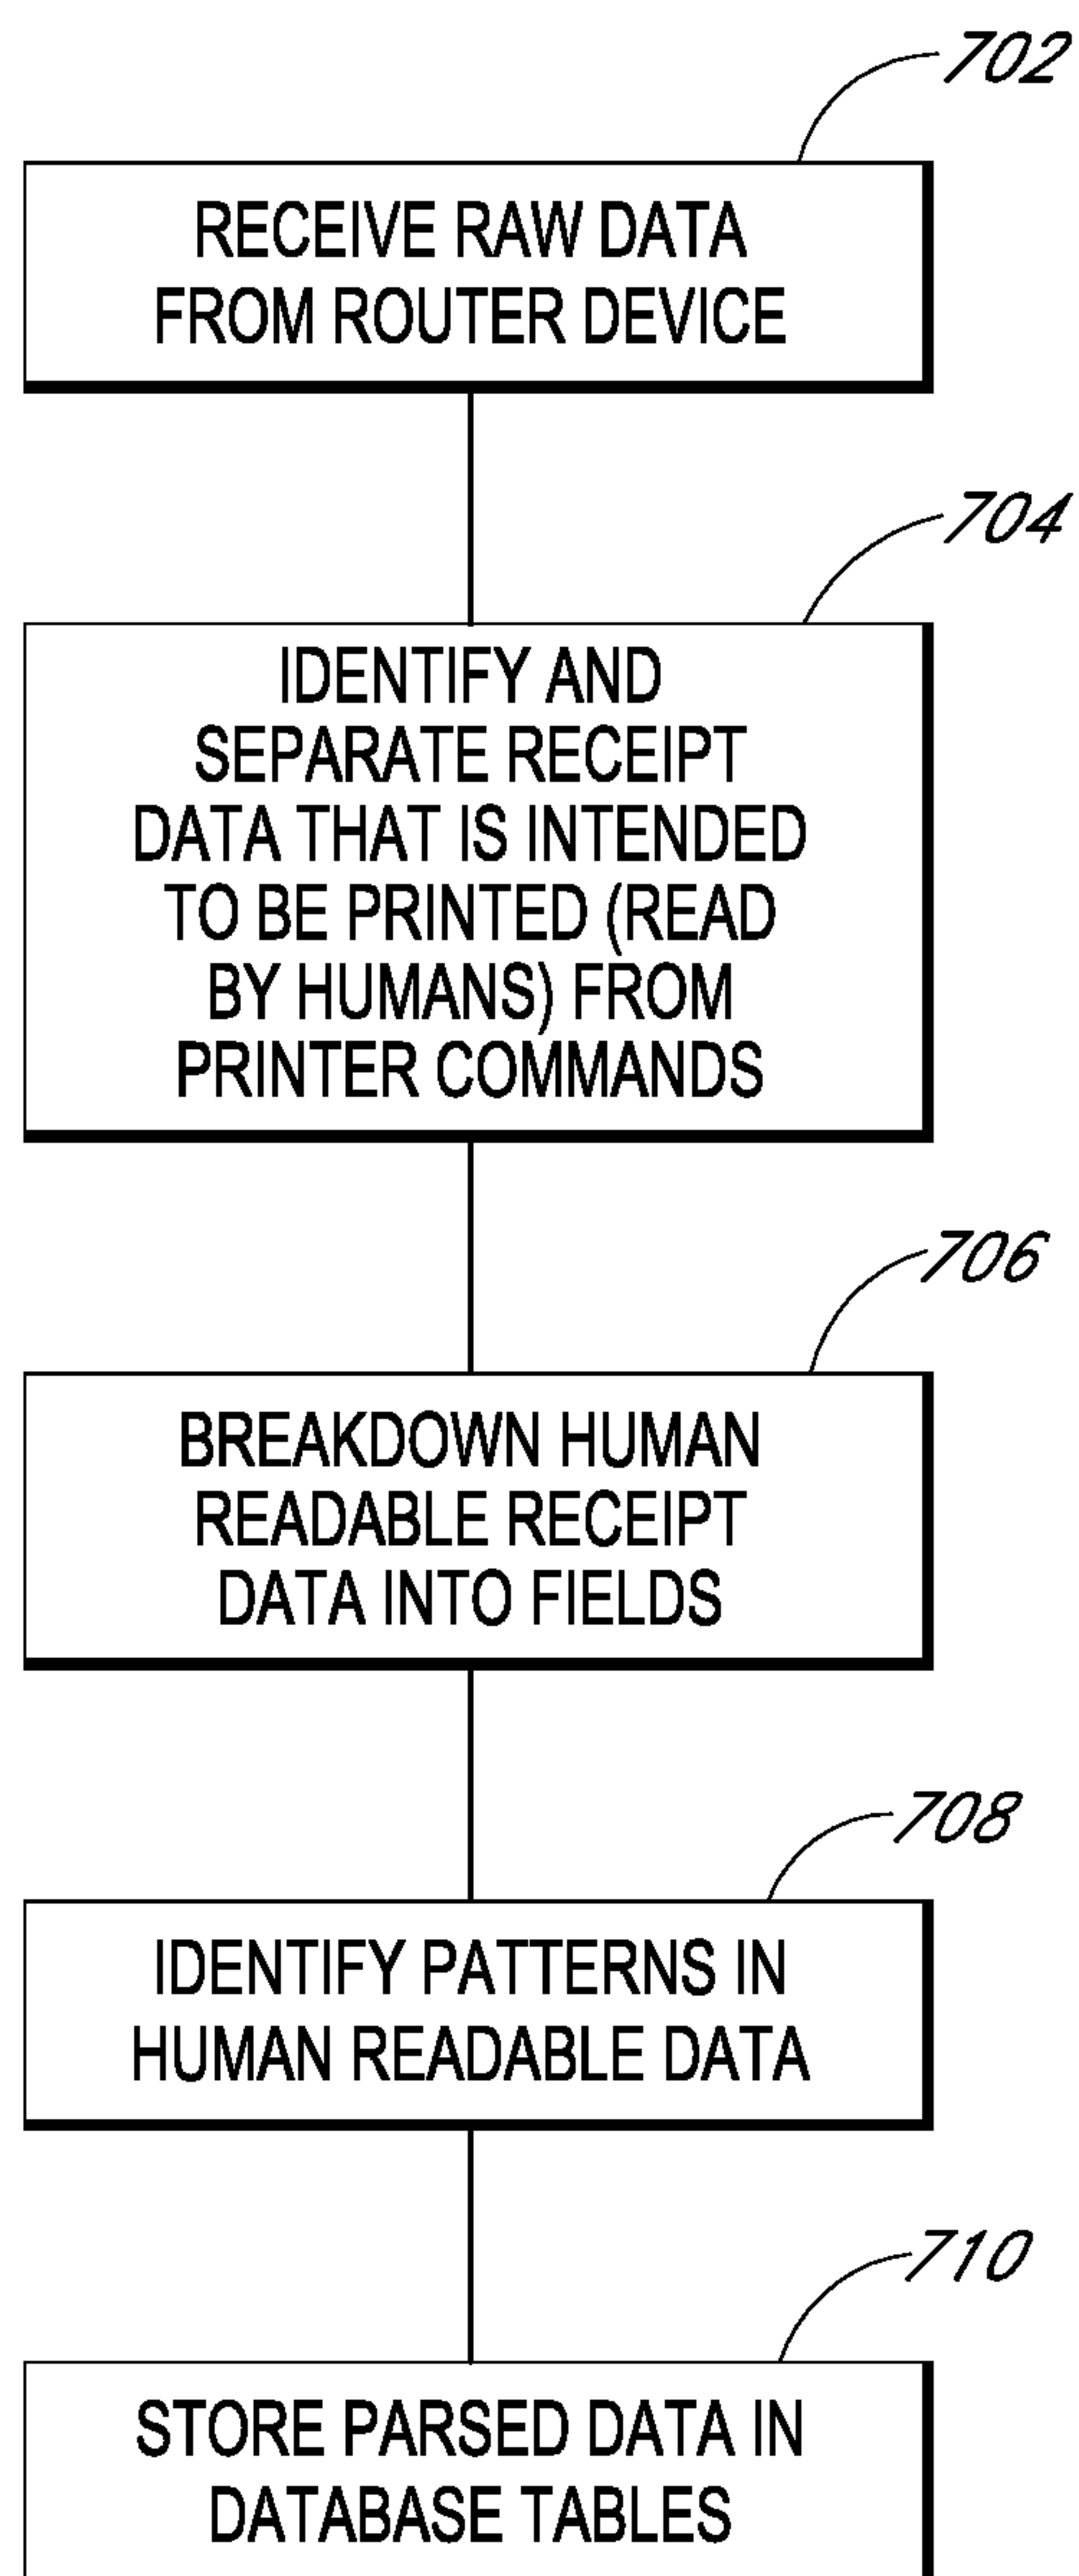 702
RECEIVE RAW DATA
FROM ROUTER DEVICE
704
IDENTIFY AND
SEPARATE RECEIPT
DATA THAT IS INTENDED
TO BE PRINTED (READ
BY HUMANS) FROM
PRINTER COMMANDS
706
BREAKDOWN HUMAN
READABLE RECEIPT
DATA INTO FIELDS
708
IDENTIFY PATTERNS IN
HUMAN READABLE DATA
710
STORE PARSED DATA IN
DATABASE TABLES